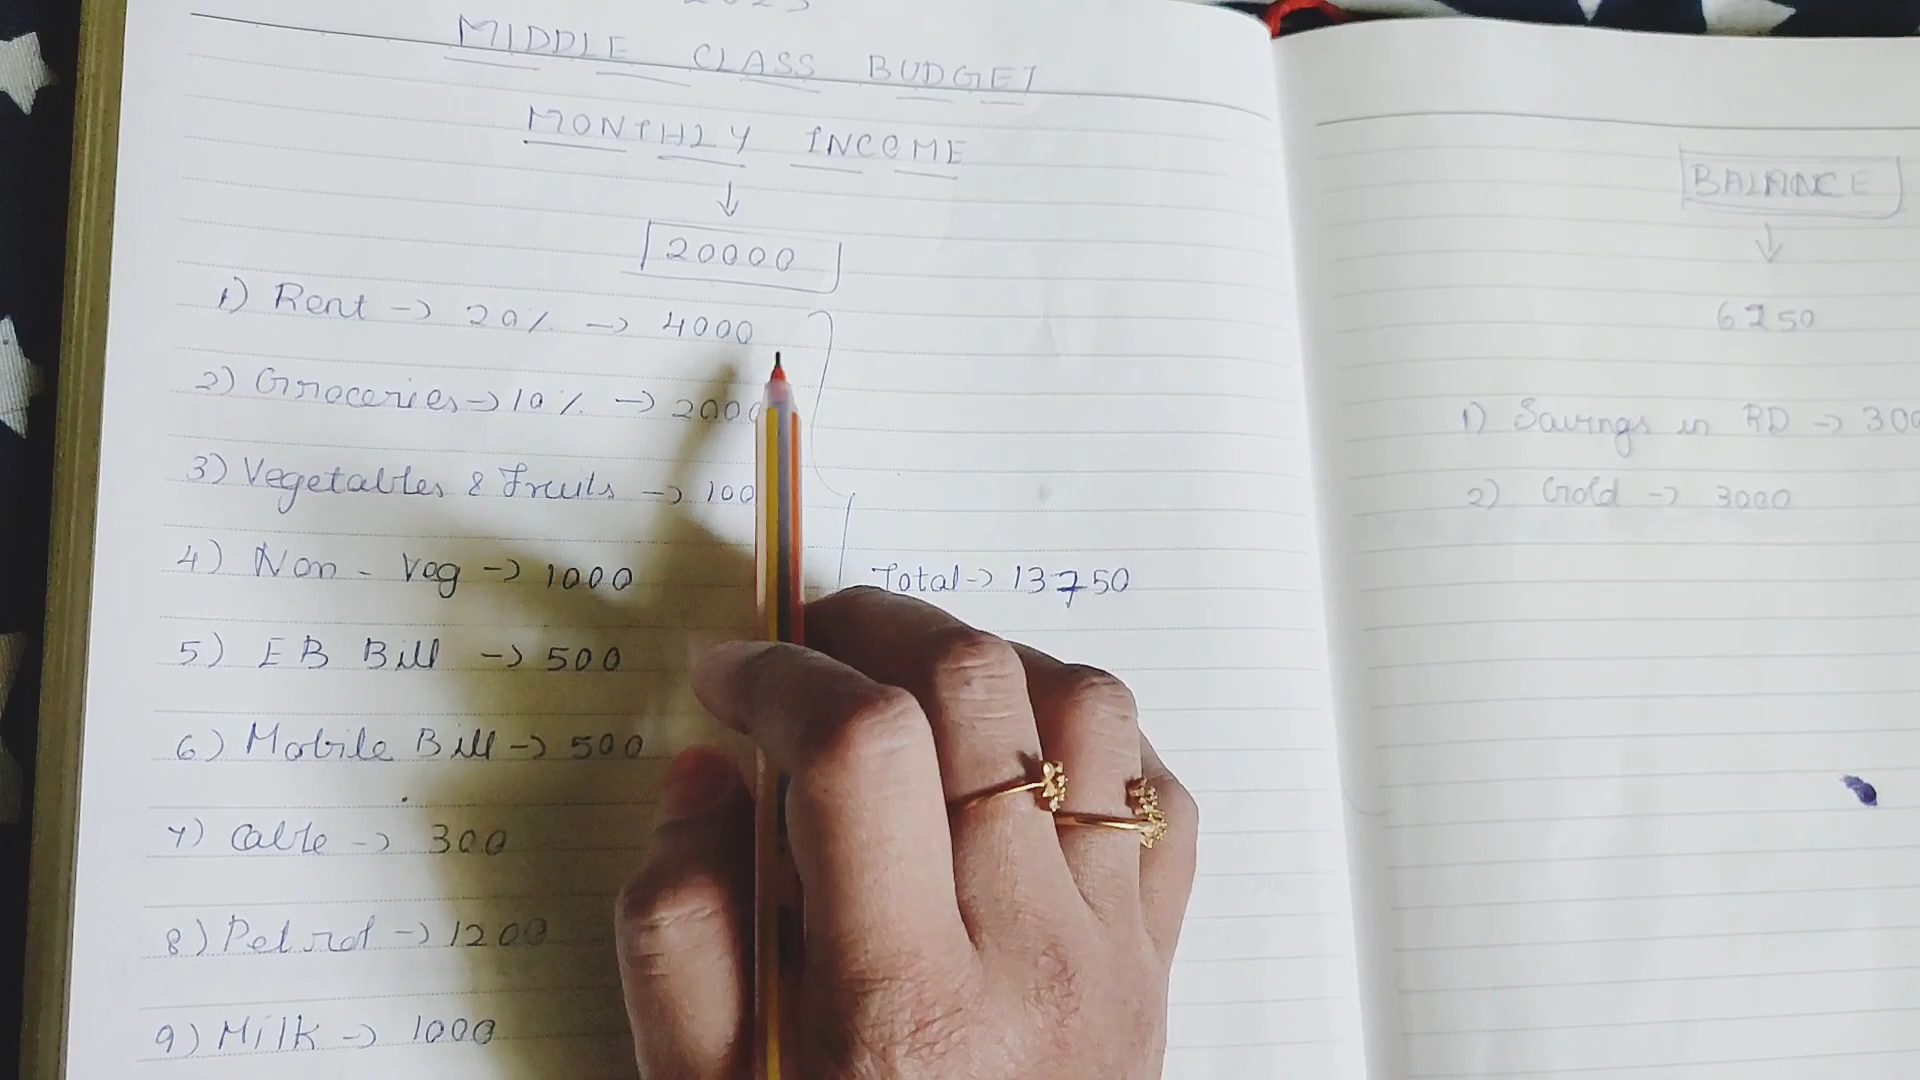 MIDDLE CLASS BUDGET
MONTHLY INCOME
↓
20000
1) Rent -> 20% -> 4000
2) Groceries -> 10% -> 2000
3) Vegetables & Fruits -> 100
4) Non - Veg -> 1000
5) EB Bill -> 500
6) Mobile Bill -> 500
7) Cable -> 300
8) Petrol -> 1200
9) Milk -> 1000
Total -> 13750
BALANCE
↓
6250
1) Savings in RD -> 300
2) Gold -> 3000